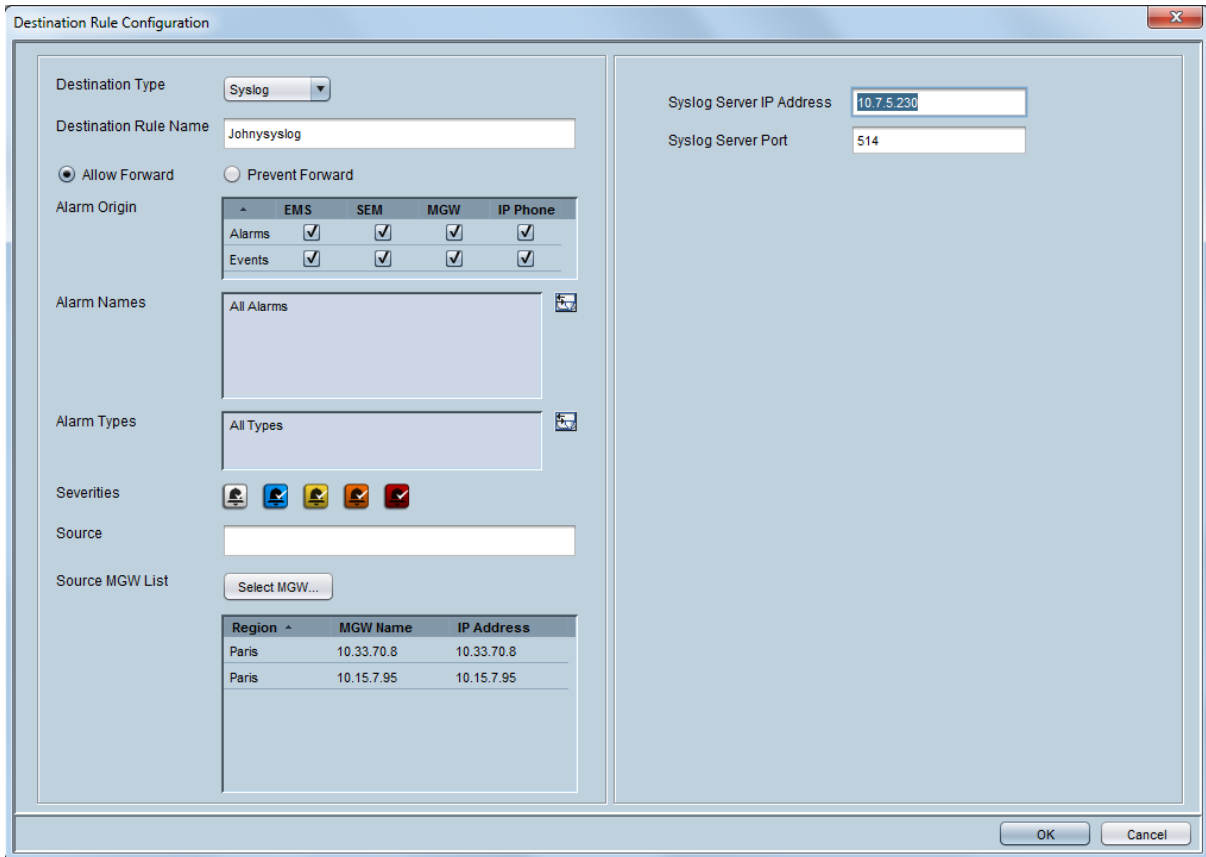 Destination Rule Configuration
Destination Type
Syslog
Destination Rule Name
Johnysyslog
Allow Forward
Prevent Forward
Alarm Origin
EMS SEM MGW IP Phone
Alarms
Events
Alarm Names
All Alarms
Alarm Types
All Types
Severities
Source
Source MGW List
Select MGW...
Region MGW Name IP Address
Paris 10.33.70.8 10.33.70.8
Paris 10.15.7.95 10.15.7.95
Syslog Server IP Address 10.7.5.230
Syslog Server Port 514
OK Cancel